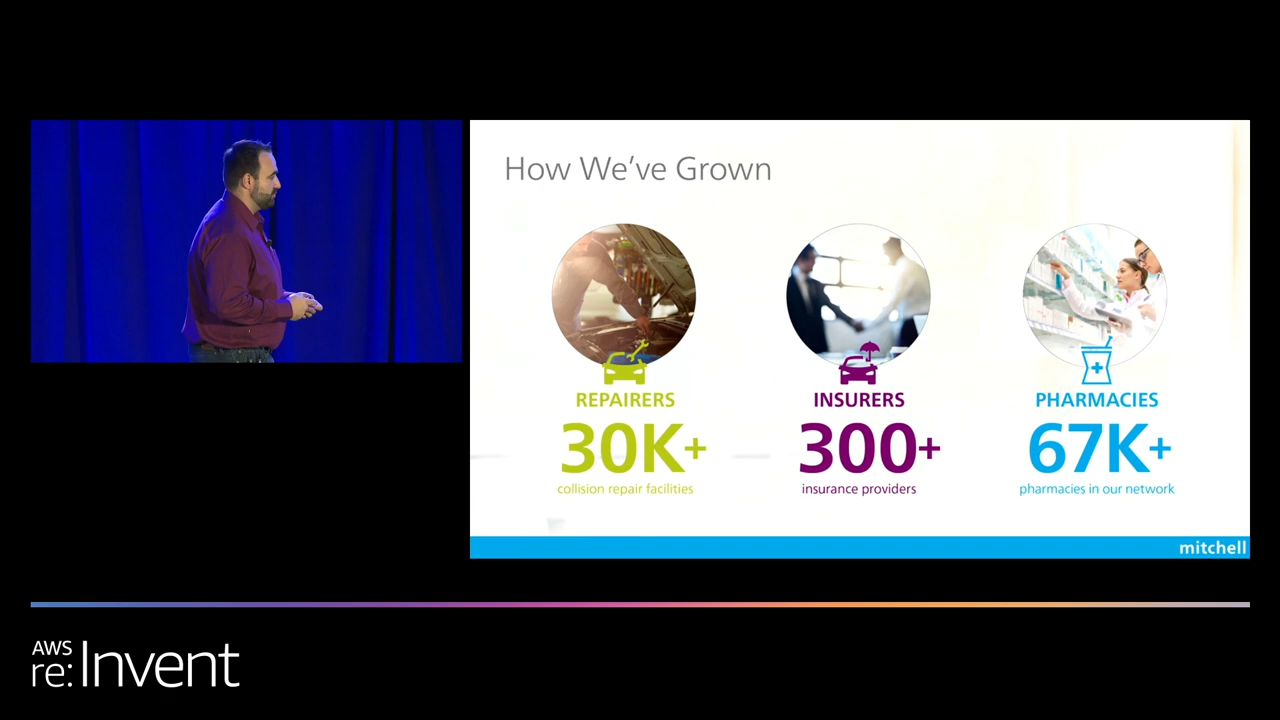 How We've Grown
REPAIRERS
30K+
collision repair facilities
INSURERS
300+
insurance providers
PHARMACIES
67K+
pharmacies in our network
mitchell
AWS
re:Invent